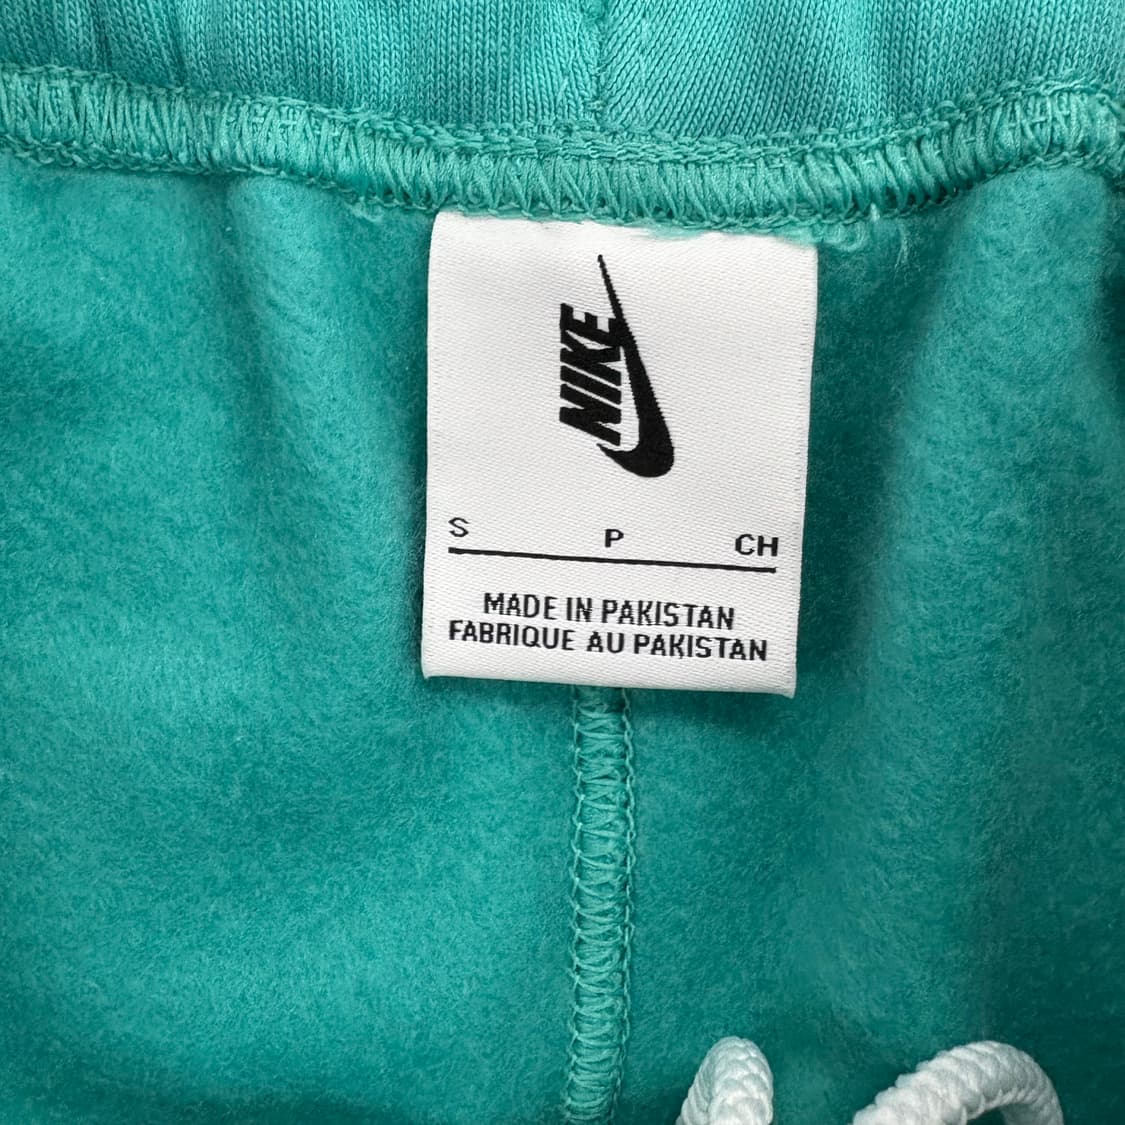 NIKE
S P CH
MADE IN PAKISTAN
FABRIQUE AU PAKISTAN